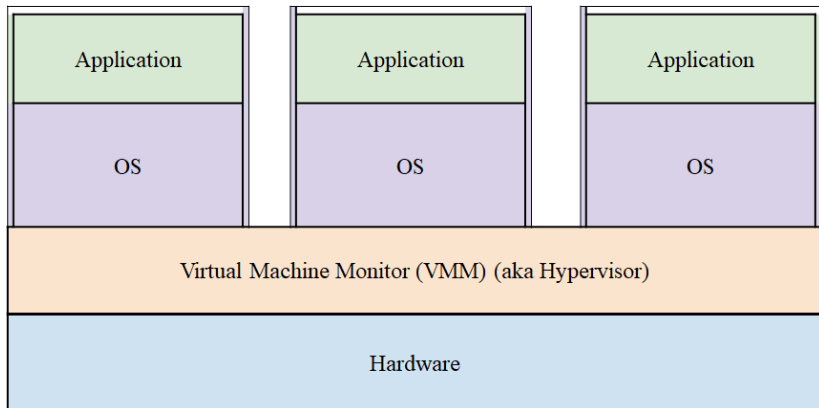 Application
Application
Application
OS
OS
OS
Virtual Machine Monitor (VMM) (aka Hypervisor)
Hardware